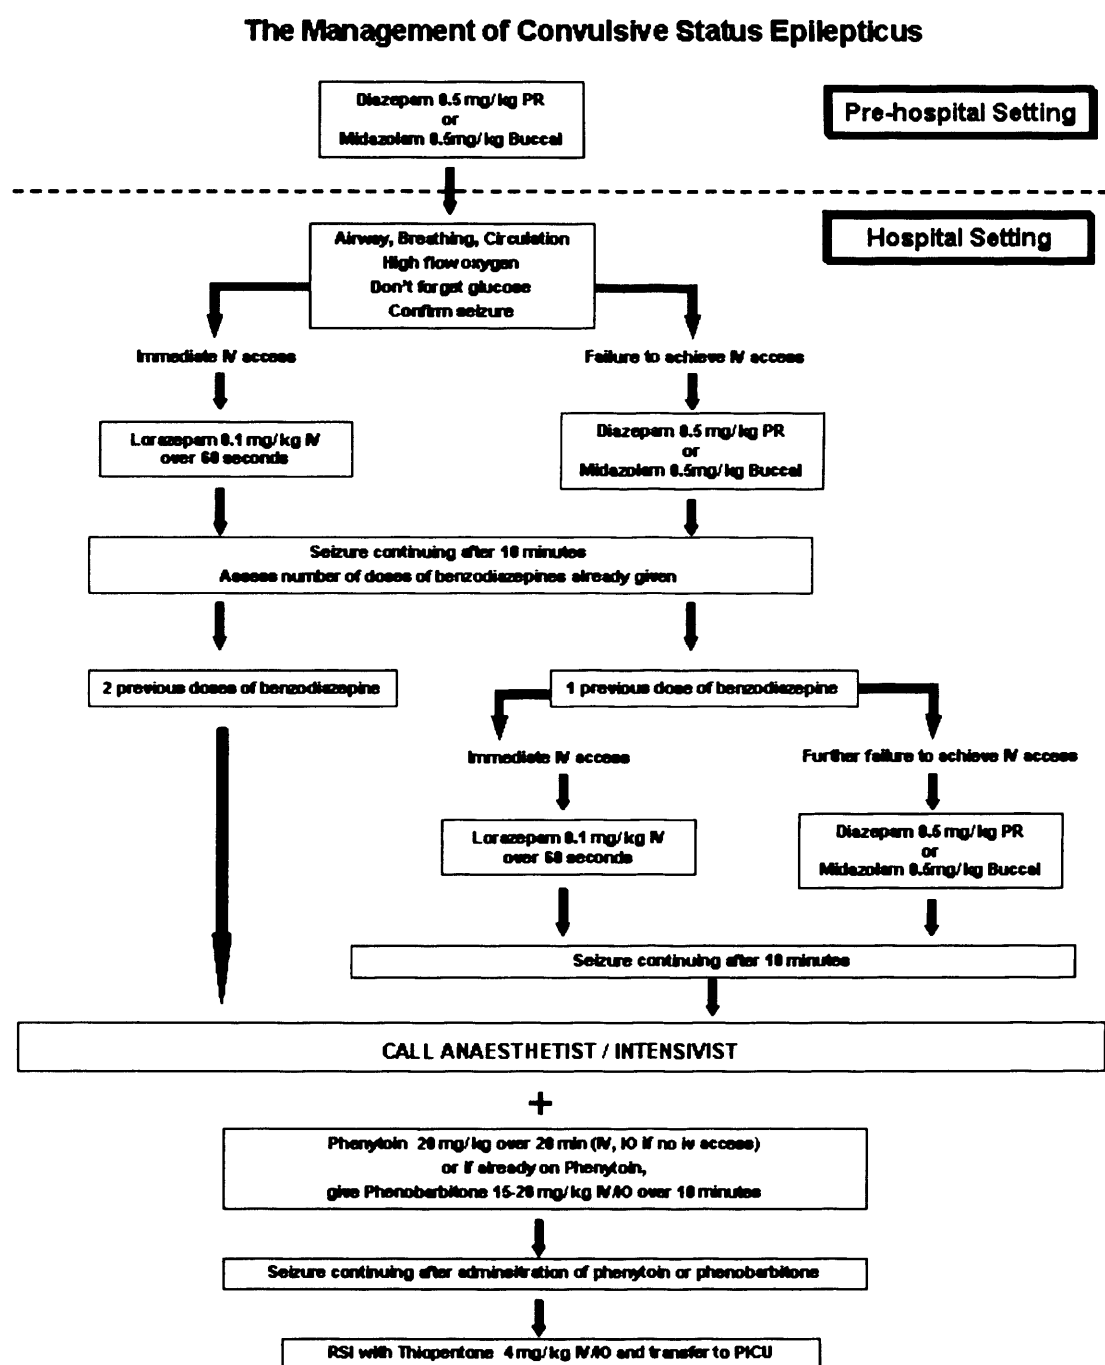 The Management of Convulsive Status Epilepticus
Diazepam 0.5 mg/kg PR
or
Midazolam 0.5mg/kg Buccal
Pre-hospital Setting
Hospital Setting
Airway, Breathing, Circulation
High flow oxygen
Don't forget glucose
Confirm seizure
Immediate IV access
Failure to achieve IV access
Lorazepam 0.1 mg/kg IV
over 60 seconds
Diazepam 0.5 mg/kg PR
or
Midazolam 0.5mg/kg Buccal
Seizure continuing after 10 minutes
Assess number of doses of benzodiazepines already given
2 previous doses of benzodiazepine
1 previous dose of benzodiazepine
Immediate IV access
Further failure to achieve IV access
Lorazepam 0.1 mg/kg IV
over 60 seconds
Diazepam 0.5 mg/kg PR
or
Midazolam 0.5mg/kg Buccal
Seizure continuing after 10 minutes
CALL ANAESTHETIST / INTENSIVIST
+
Phenytoin 20 mg/kg over 20 min (IV, IO if no iv access)
or if already on Phenytoin,
give Phenobarbitone 15-20 mg/kg IV/IO over 10 minutes
Seizure continuing after adminsitration of phenytoin or phenobarbitone
RSI with Thiopentone 4 mg/kg IV/IO and transfer to PICU